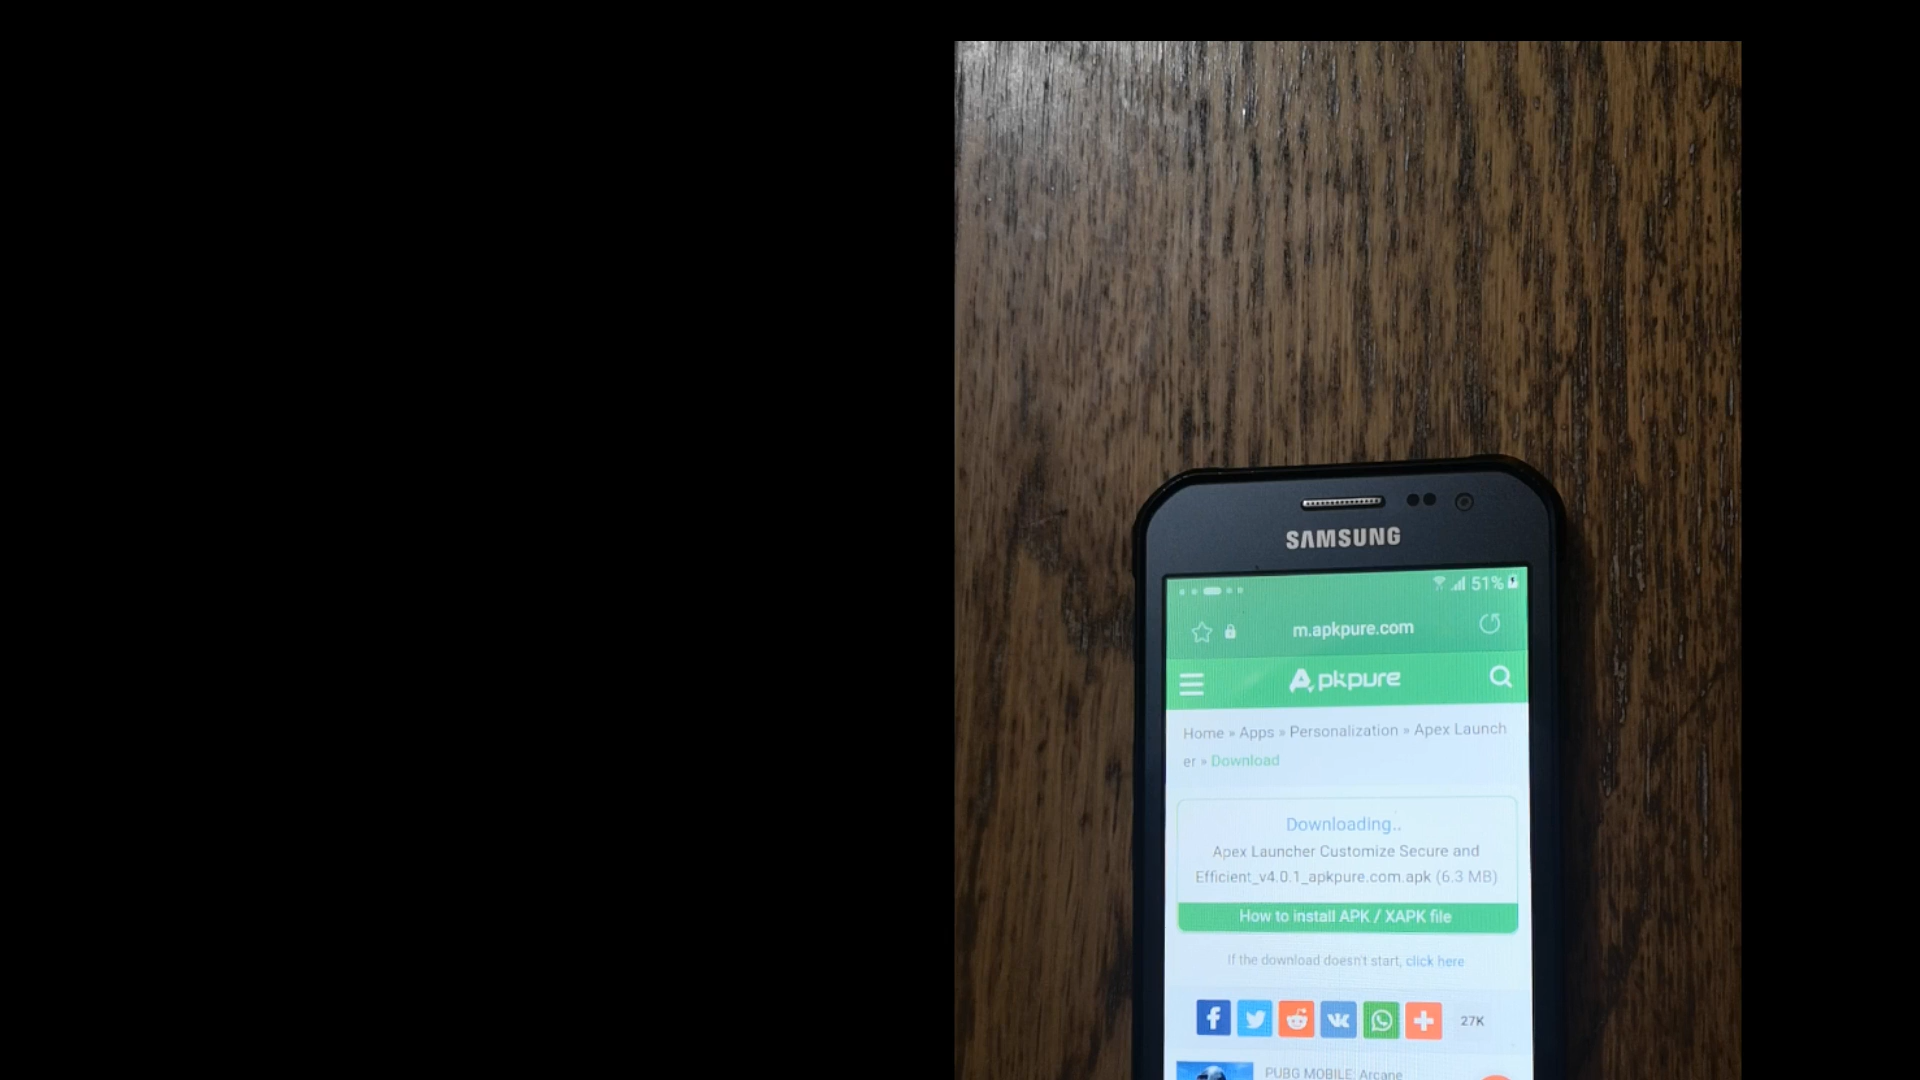 SAMSUNG
51%
m.apkpure.com
Apkpure
Home » Apps » Personalization » Apex Launch
er » Download
Downloading..
Apex Launcher Customize Secure and
Efficient_v4.0.1_apkpure.com.apk (6.3 MB)
How to install APK / XAPK file
If the download doesn't start, click here
27K
PUBG MOBILE: Arcane